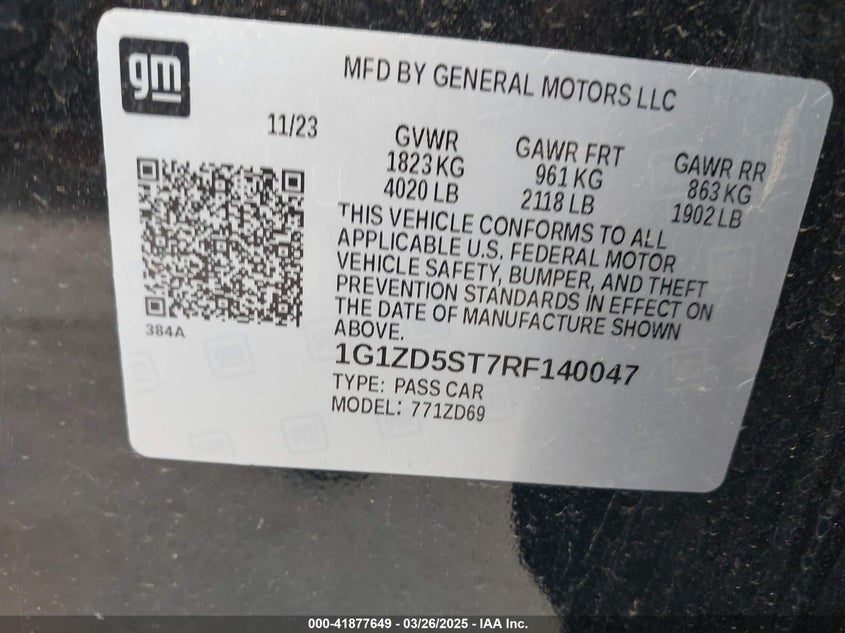 gm
MFD BY GENERAL MOTORS LLC
11/23
GVWR
1823 KG
4020 LB
GAWR FRT
961 KG
2118 LB
GAWR RR
863 KG
1902 LB
THIS VEHICLE CONFORMS TO ALL
APPLICABLE U.S. FEDERAL MOTOR
VEHICLE SAFETY, BUMPER, AND THEFT
PREVENTION STANDARDS IN EFFECT ON
THE DATE OF MANUFACTURE SHOWN
ABOVE.
384A
1G1ZD5ST7RF140047
TYPE: PASS CAR
MODEL: 771ZD69
000-41877649 / 03/26/2025 - IAA Inc.